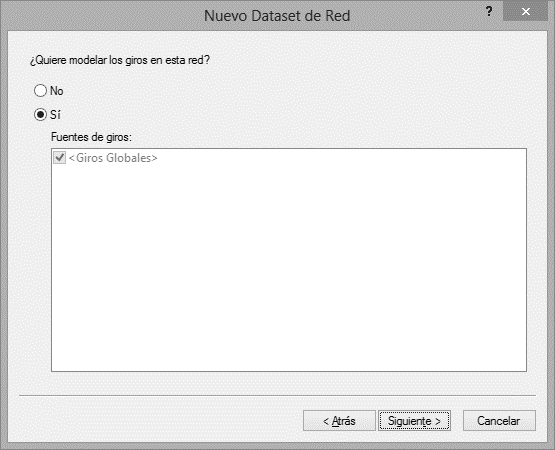 Nuevo Dataset de Red
?
×
¿Quiere modelar los giros en esta red?
No
Sí
Fuentes de giros:
<Giros Globales>
< Atrás
Siguiente >
Cancelar